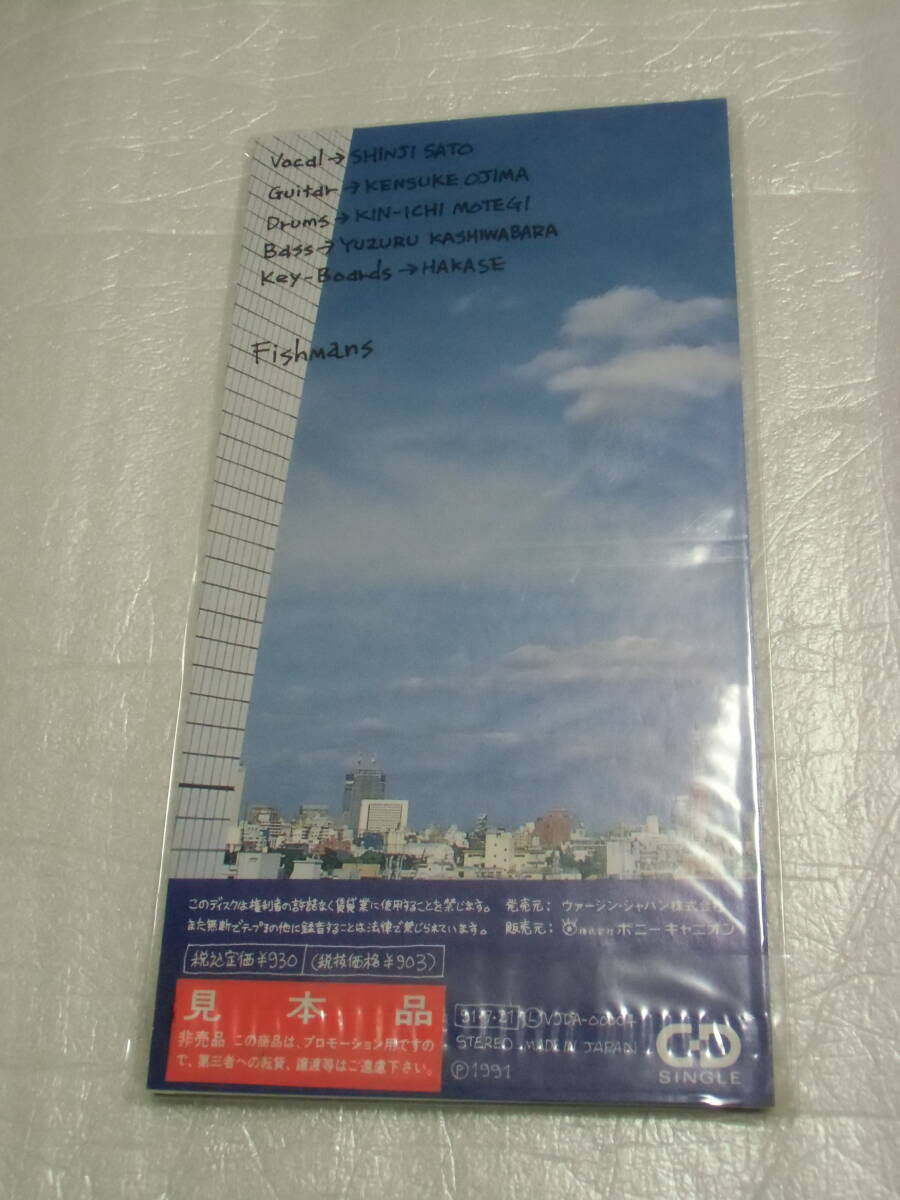 Vocal→SHINJI SATO
Guitar→KENSUKE OJIMA
Drums→KIN-ICHI MOTEGI
Bass→YUZURU KASHIWABARA
Key-Boards→HAKASE
Fishmans
このディスクは権利者の許諾なく賃貸業に使用することを禁じます。
また無断でテープその他に録音することは法律で禁じられています。
発売元：ヴァージン・ジャパン株式会社
販売元：株式会社ポニーキャニオン
税込定価¥930 (税抜価格¥903)
見本品
非売品 この商品は、プロモーション用ですの
で、第三者への転貸、譲渡等はご遠慮下さい。
91・7・21 Ⓛ VJDA-00004
STEREO MADE IN JAPAN
Ⓟ1991
CD
SINGLE